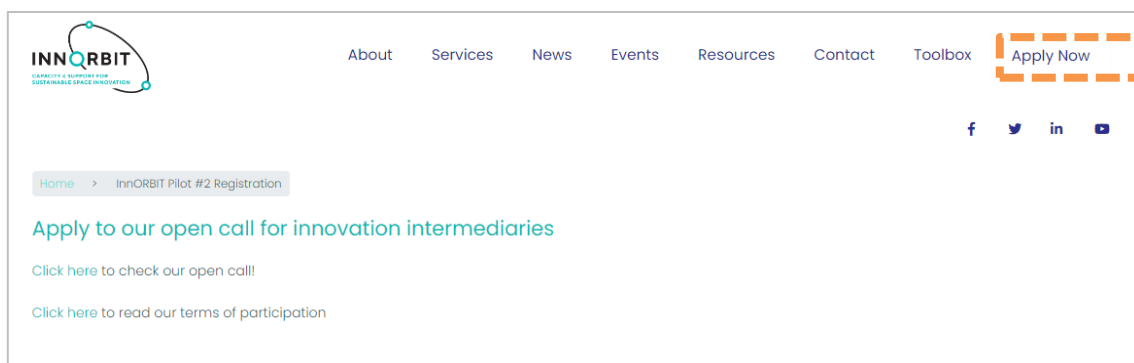 INNORBIT
CAPACITY & SUPPORT FOR
SUSTAINABLE SPACE INNOVATION
About Services News Events Resources Contact Toolbox Apply Now
Home > InnORBIT Pilot #2 Registration
Apply to our open call for innovation intermediaries
Click here to check our open call!
Click here to read our terms of participation